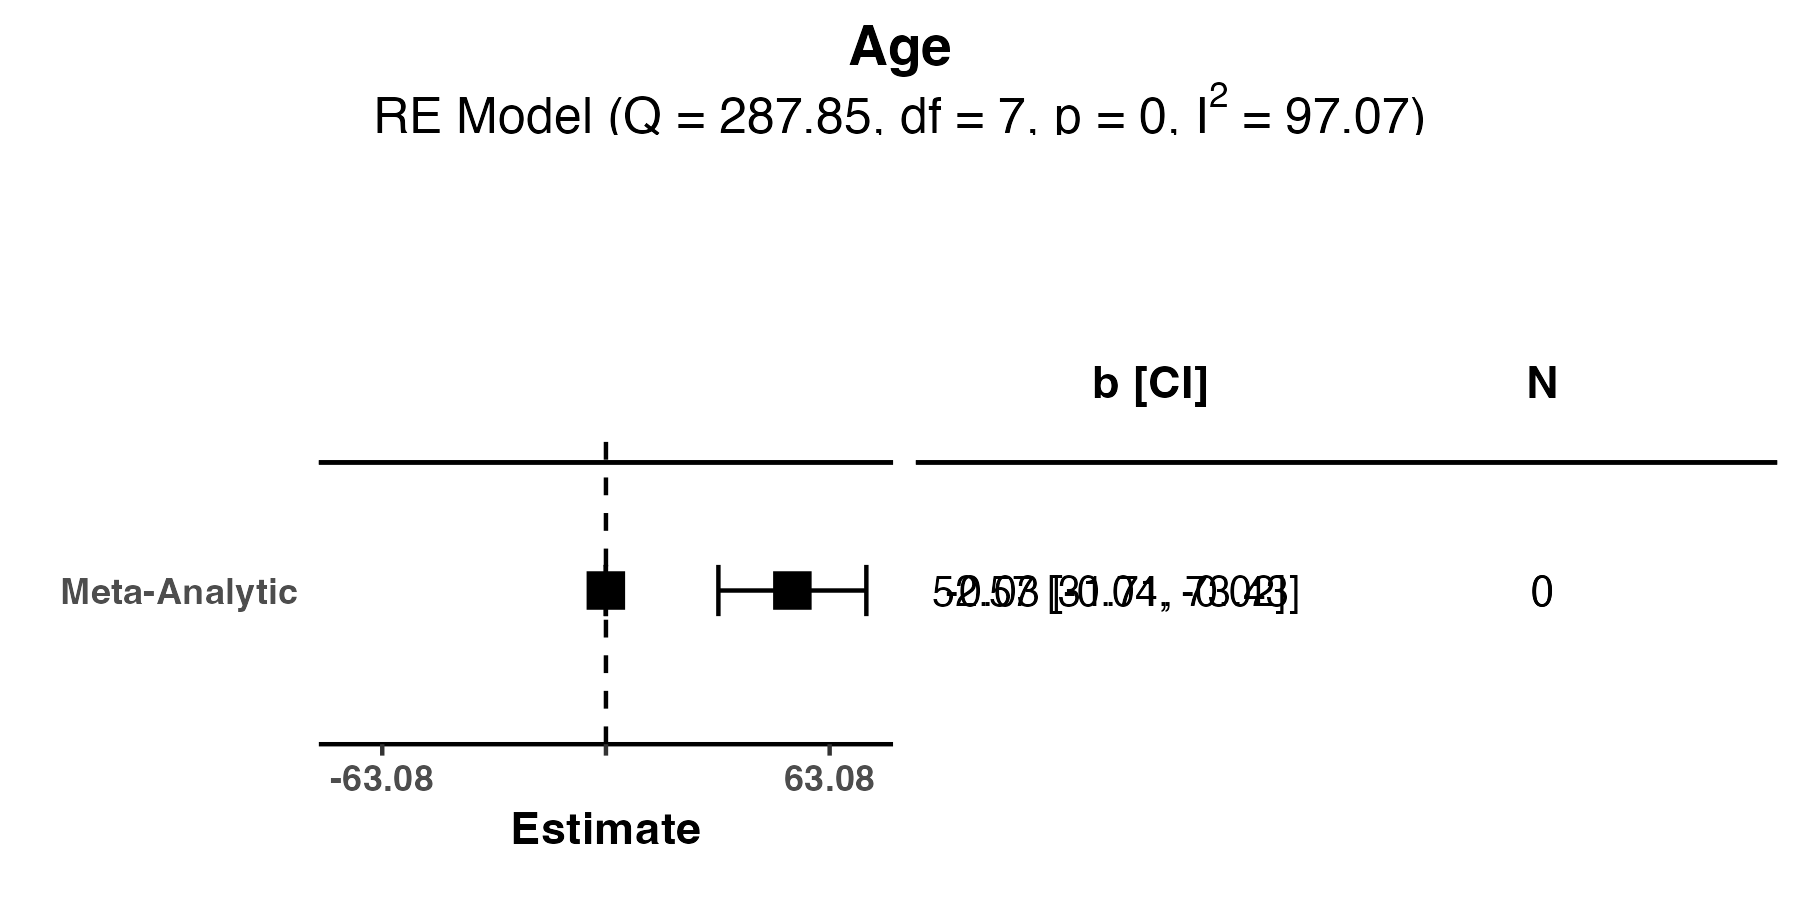 Age
RE Model (Q = 287.85, df = 7, p = 0, I² = 97.07)
b [CI] N
Meta-Analytic 0
-63.08 63.08
Estimate